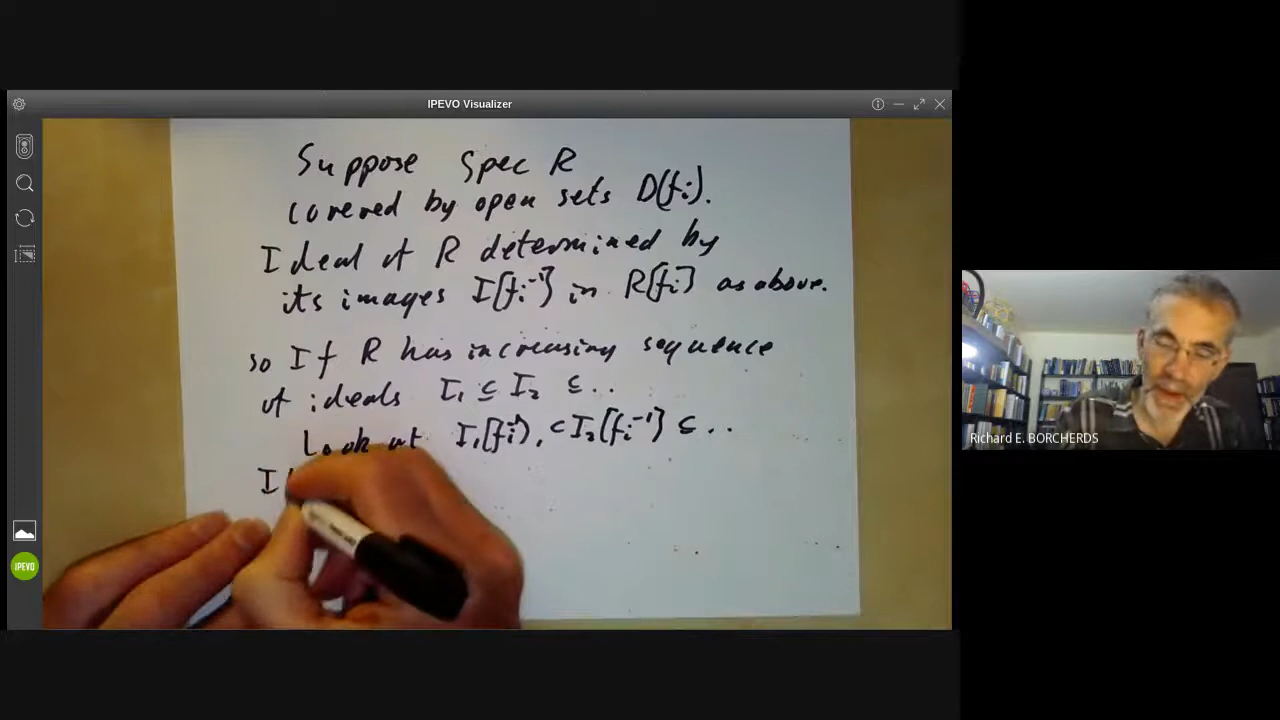 IPEVO Visualizer
Suppose Spec R
covered by open sets D(fi).
Ideal of R determined by
its images I[fi⁻¹] in R[fi] as above.
so If R has increasing sequence
of ideals I₁ ⊆ I₂ ⊆ ..
Look at I₁[fi⁻¹], ⊂ I₂[fi⁻¹] ⊆ ..
I
IPEVO
Richard E. BORCHERDS